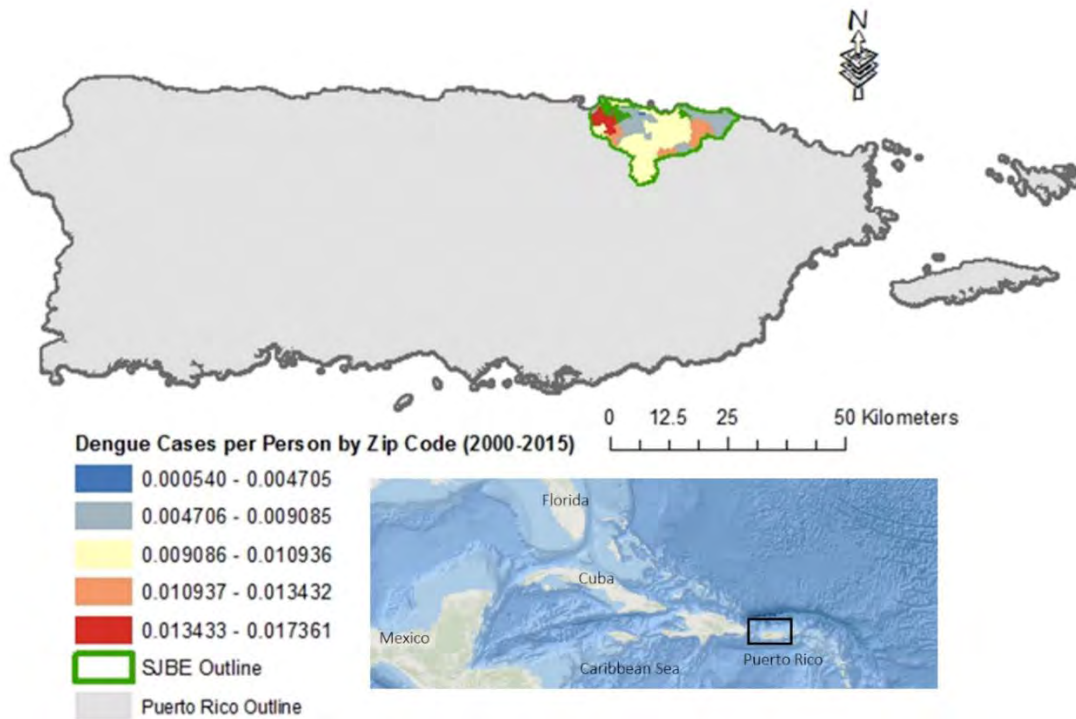 N
0 12.5 25 50 Kilometers
Dengue Cases per Person by Zip Code (2000-2015)
0.000540 - 0.004705
0.004706 - 0.009085
0.009086 - 0.010936
0.010937 - 0.013432
0.013433 - 0.017361
SJBE Outline
Puerto Rico Outline
Florida
Cuba
Mexico
Puerto Rico
Caribbean Sea